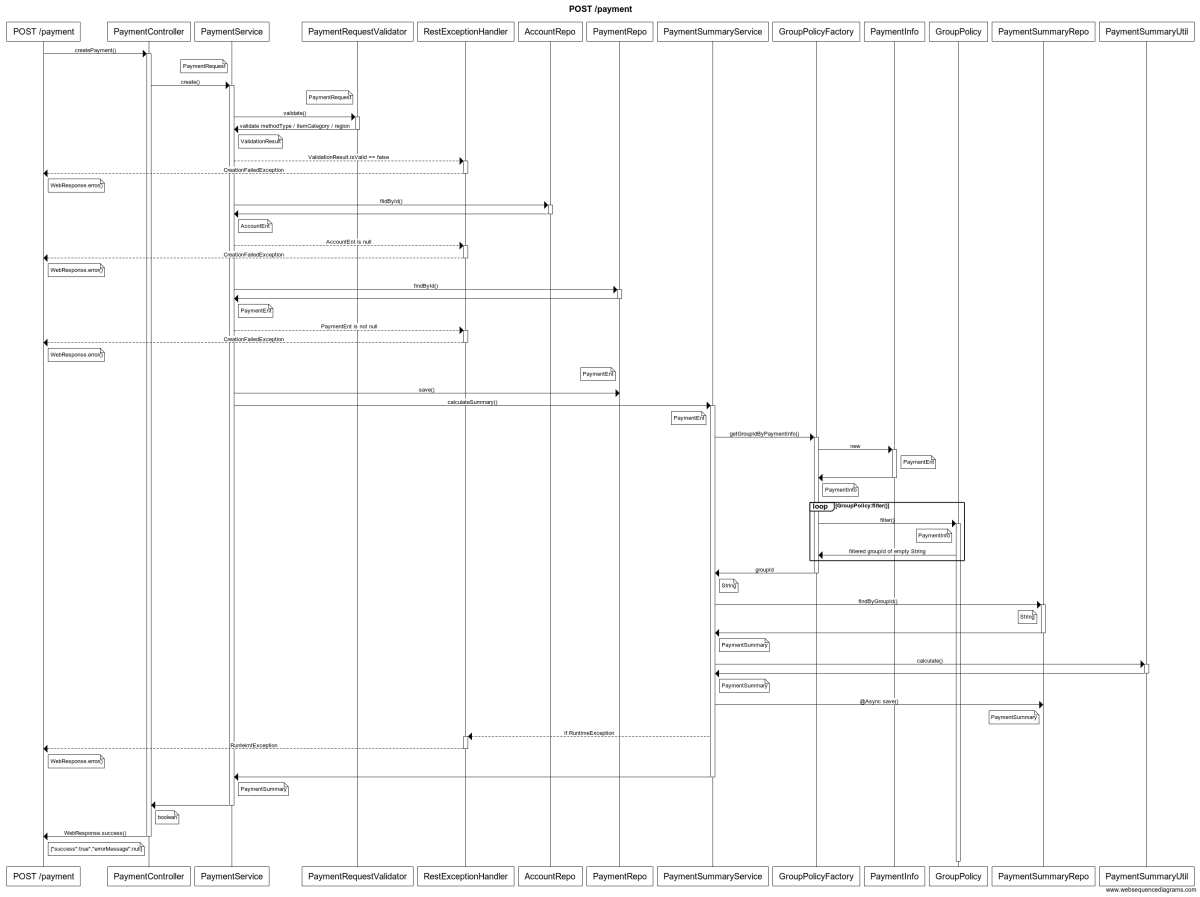 POST /payment
POST /payment PaymentController PaymentService PaymentRequestValidator RestExceptionHandler AccountRepo PaymentRepo PaymentSummaryService GroupPolicyFactory PaymentInfo GroupPolicy PaymentSummaryRepo PaymentSummaryUtil
createPayment()
PaymentRequest
create()
PaymentRequest
validate()
validate methodType / ItemCategory / region
ValidationResult
ValidationResult.isValid == false
CreationFailedException
WebResponse.error()
findById()
AccountEnt
AccountEnt is null
CreationFailedException
WebResponse.error()
findById()
PaymentEnt
PaymentEnt is not null
CreationFailedException
WebResponse.error()
PaymentEnt
save()
calculateSummary()
PaymentEnt
getGroupIdByPaymentInfo()
new
PaymentEnt
PaymentInfo
loop [GroupPolicy:filter()]
filter()
PaymentInfo
filtered groupId of empty String
groupId
String
findByGroupId()
String
PaymentSummary
calculate()
PaymentSummary
@Async save()
PaymentSummary
if RuntimeException
RunteimtException
WebResponse.error()
PaymentSummary
boolean
WebResponse.success()
{"success":true","errorMessage":null}
POST /payment PaymentController PaymentService PaymentRequestValidator RestExceptionHandler AccountRepo PaymentRepo PaymentSummaryService GroupPolicyFactory PaymentInfo GroupPolicy PaymentSummaryRepo PaymentSummaryUtil
www.websequencediagrams.com